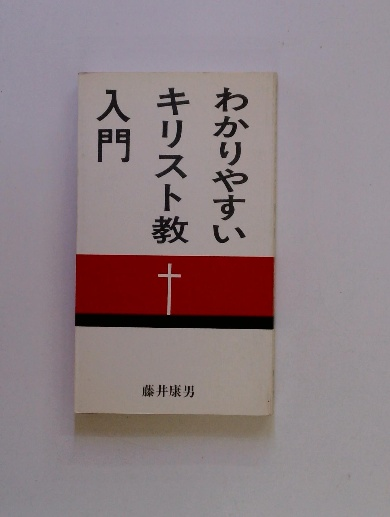 わかりやすい
キリスト教
入門
藤井康男